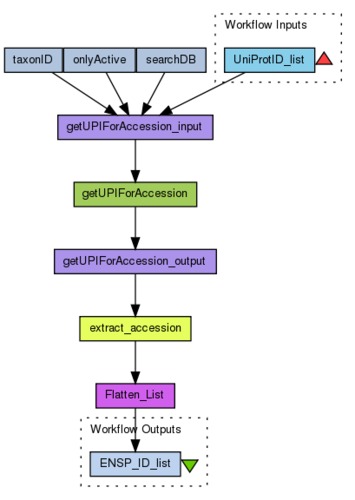 Workflow Inputs
taxonID
onlyActive
searchDB
UniProtID_list
getUPIForAccession_input
getUPIForAccession
getUPIForAccession_output
extract_accession
Flatten_List
Workflow Outputs
ENSP_ID_list